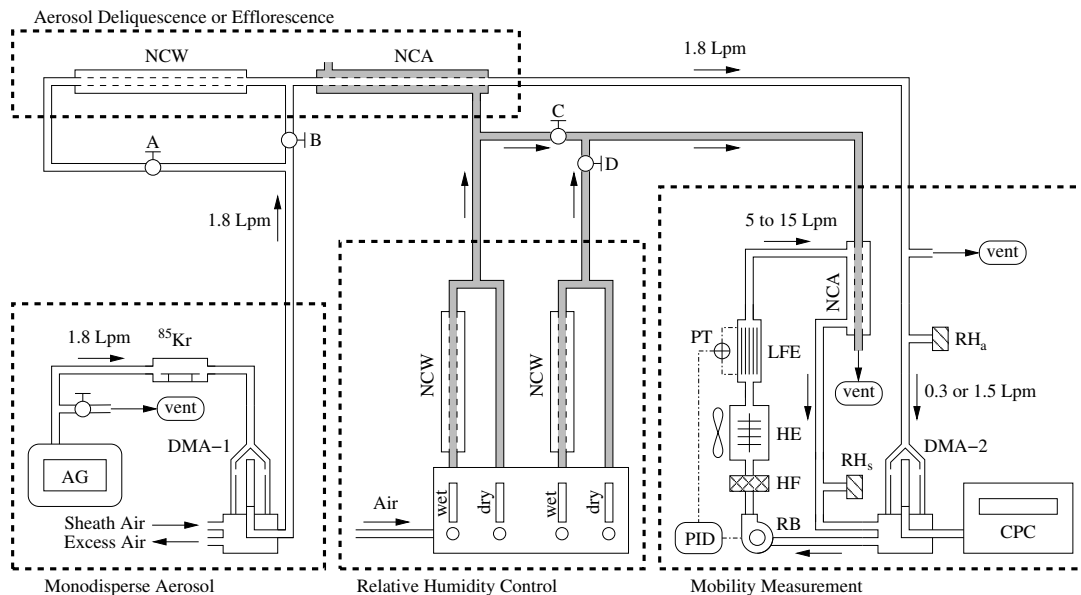 Aerosol Deliquescence or Efflorescence
NCW
NCA
1.8 Lpm
A
B
C
D
1.8 Lpm
5 to 15 Lpm
vent
NCA
PT
LFE
RHa
vent
0.3 or 1.5 Lpm
HE
DMA−2
HF
RHs
RB
PID
CPC
Mobility Measurement
1.8 Lpm
85Kr
vent
DMA−1
AG
Sheath Air
Excess Air
Monodisperse Aerosol
NCW
NCW
wet
dry
wet
dry
Air
Relative Humidity Control